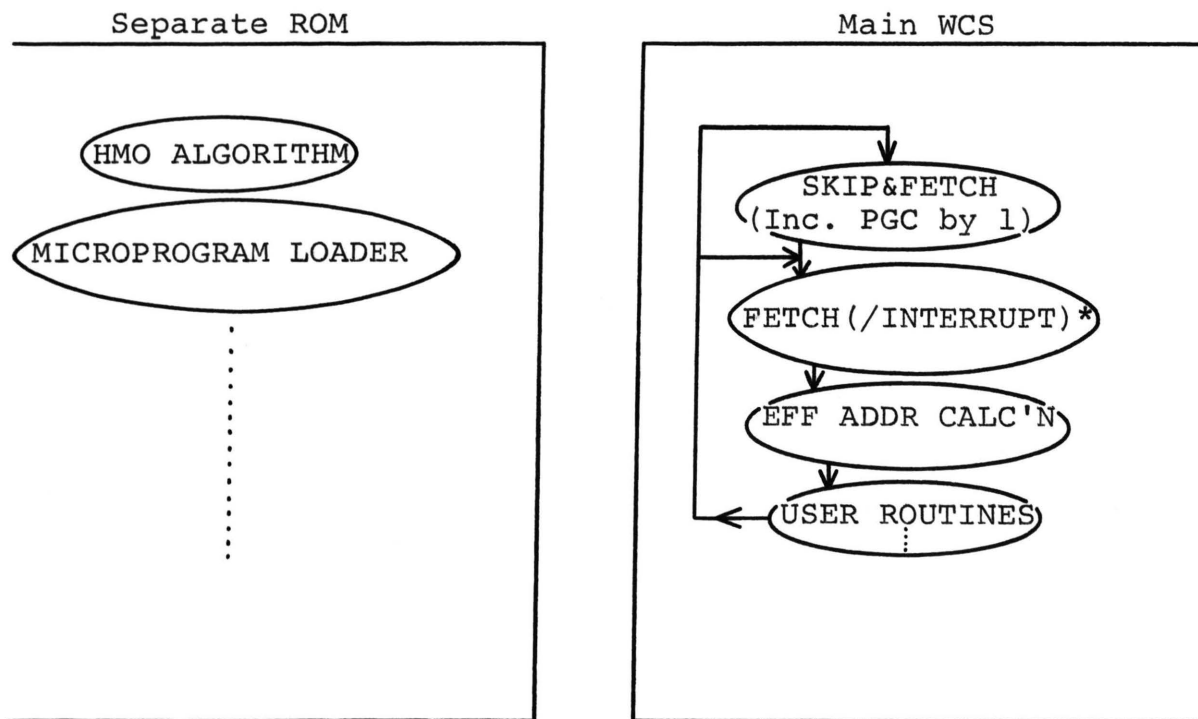 Separate ROM
HMO ALGORITHM
MICROPROGRAM LOADER
Main WCS
SKIP&FETCH
(Inc. PGC by 1)
FETCH(/INTERRUPT)*
EFF ADDR CALC'N
USER ROUTINES